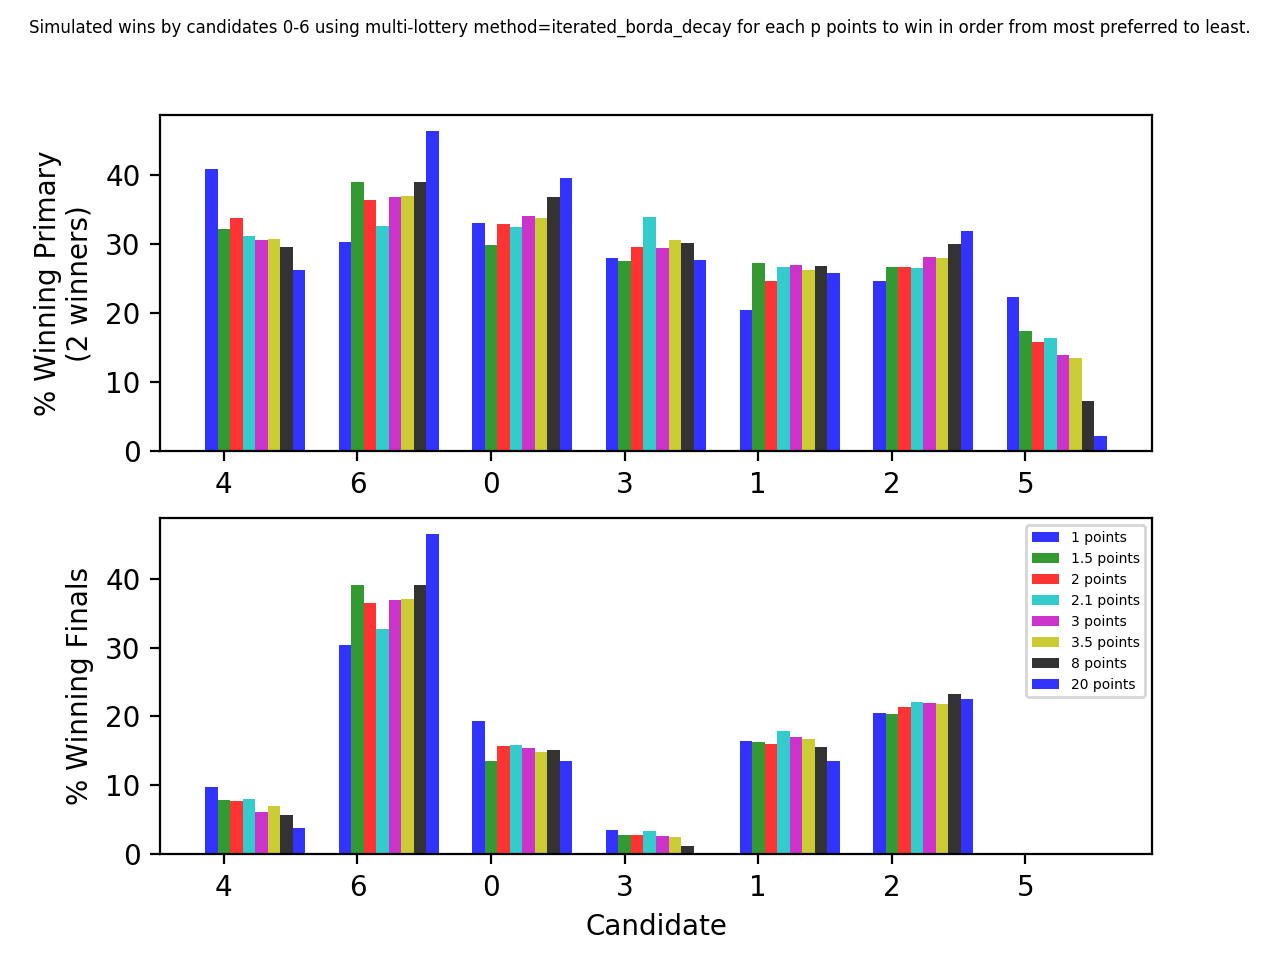 Simulated wins by candidates 0-6 using multi-lottery method=iterated_borda_decay for each p points to win in order from most preferred to least.
% Winning Primary
(2 winners)
40
30
20
10
0
4 6 0 3 1 2 5
% Winning Finals
40
30
20
10
0
1 points
1.5 points
2 points
2.1 points
3 points
3.5 points
8 points
20 points
4 6 0 3 1 2 5
Candidate